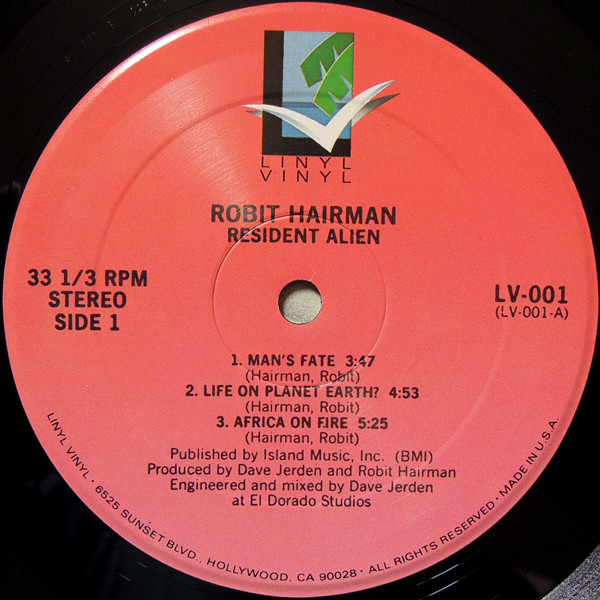 LINYL
VINYL
ROBIT HAIRMAN
RESIDENT ALIEN
33 1/3 RPM
STEREO
SIDE 1
LV-001
(LV-001-A)
1. MAN'S FATE 3:47
(Hairman, Robit)
2. LIFE ON PLANET EARTH? 4:53
(Hairman, Robit)
3. AFRICA ON FIRE 5:25
(Hairman, Robit)
Published by Island Music, Inc. (BMI)
Produced by Dave Jerden and Robit Hairman
Engineered and mixed by Dave Jerden
at El Dorado Studios
LINYL VINYL · 6525 SUNSET BLVD., HOLLYWOOD, CA 90028 · ALL RIGHTS RESERVED · MADE IN U.S.A.